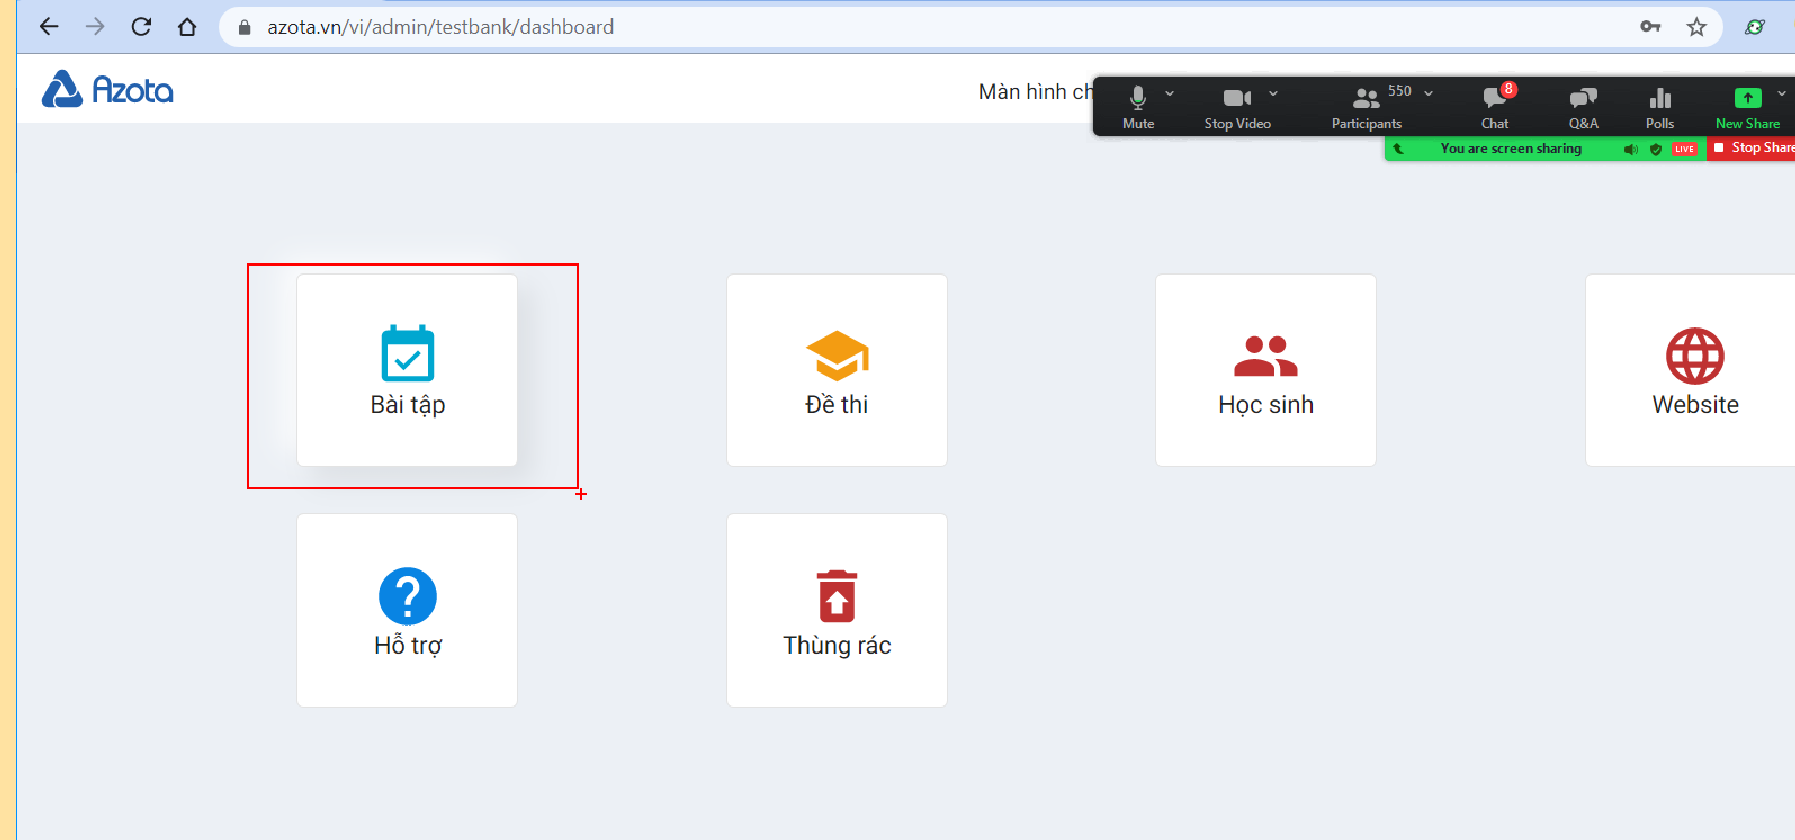 azota.vn/vi/admin/testbank/dashboard
Azota
Màn hình ch
550
8
Mute
Stop Video
Participants
Chat
Q&A
Polls
New Share
You are screen sharing
LIVE
Stop Share
Bài tập
Đề thi
Học sinh
Website
Hỗ trợ
Thùng rác